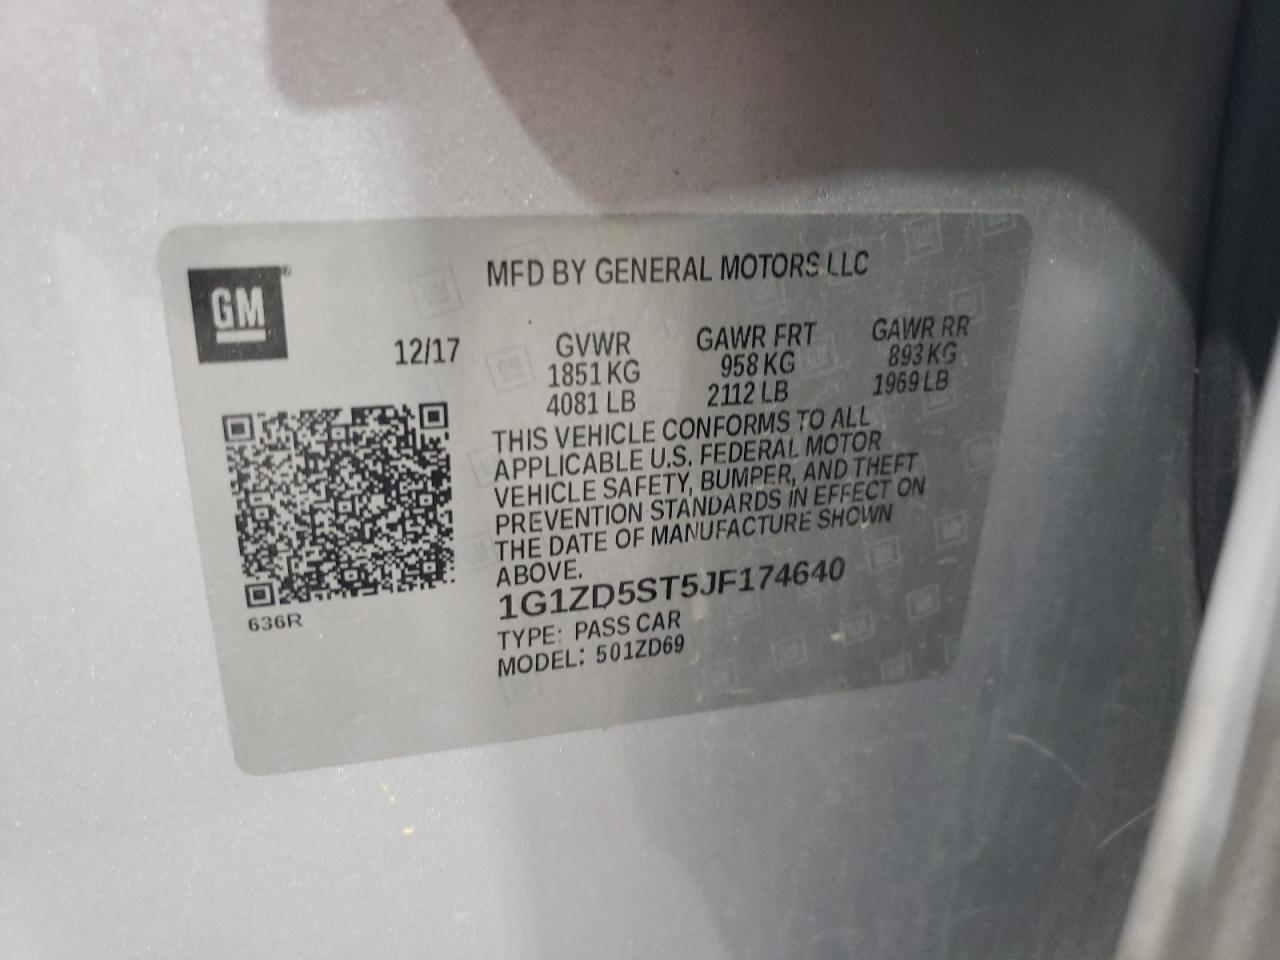 GM
MFD BY GENERAL MOTORS LLC
12/17
GVWR GAWR FRT GAWR RR
1851 KG 958 KG 893 KG
4081 LB 2112 LB 1969 LB
THIS VEHICLE CONFORMS TO ALL
APPLICABLE U.S. FEDERAL MOTOR
VEHICLE SAFETY, BUMPER, AND THEFT
PREVENTION STANDARDS IN EFFECT ON
THE DATE OF MANUFACTURE SHOWN
ABOVE.
1G1ZD5ST5JF174640
TYPE: PASS CAR
MODEL: 501ZD69
636R